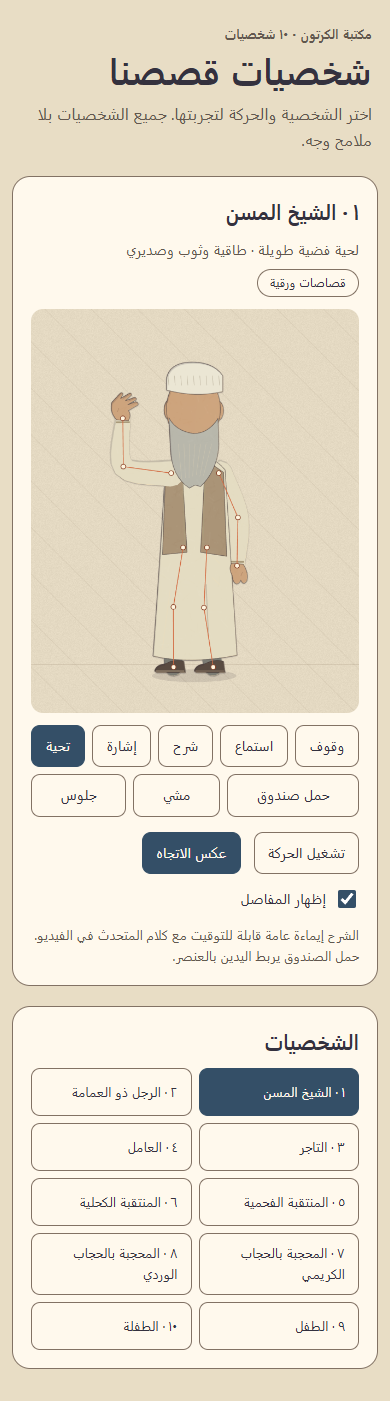 مكتبة الكرتون · ١٠ شخصيات
شخصيات قصصنا
اختر الشخصية والحركة لتجربتها. جميع الشخصيات بلا
ملامح وجه.
٠١ · الشيخ المسن
لحية فضية طويلة · طاقية وثوب وصديري
قصاصات ورقية
وقوف
استماع
شرح
إشارة
تحية
حمل صندوق
مشي
جلوس
تشغيل الحركة
عكس الاتجاه
إظهار المفاصل
الشرح إيماءة عامة قابلة للتوقيت مع كلام المتحدث في الفيديو.
حمل الصندوق يربط اليدين بالعنصر.
الشخصيات
٠١ · الشيخ المسن
٠٢ · الرجل ذو العمامة
٠٣ · التاجر
٠٤ · العامل
٠٥ · المنتقبة الفحمية
٠٦ · المنتقبة الكحلية
٠٧ · المحجبة بالحجاب
الكريمي
٠٨ · المحجبة بالحجاب
الوردي
٠٩ · الطفل
١٠ · الطفلة